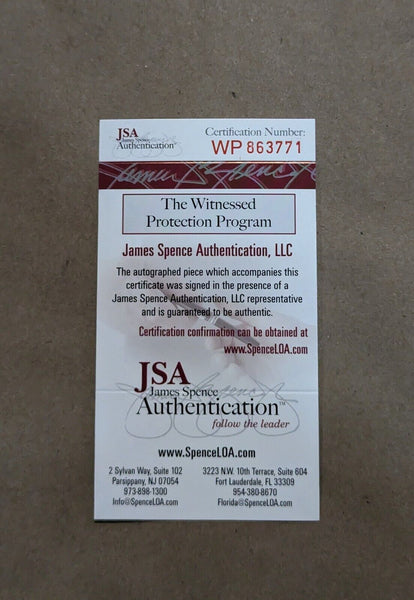 JSA
James Spence
Authentication
Certification Number:
WP 863771
The Witnessed
Protection Program
James Spence Authentication, LLC
The autographed piece which accompanies this
certificate was signed in the presence of a
James Spence Authentication, LLC representative
and is guaranteed to be authentic.
Certification confirmation can be obtained at
www.SpenceLOA.com
JSA
James Spence
Authentication™
follow the leader
www.SpenceLOA.com
2 Sylvan Way, Suite 102
Parsippany, NJ 07054
973-898-1300
Info@SpenceLOA.com
3223 N.W. 10th Terrace, Suite 604
Fort Lauderdale, FL 33309
954-380-8670
Florida@SpenceLOA.com